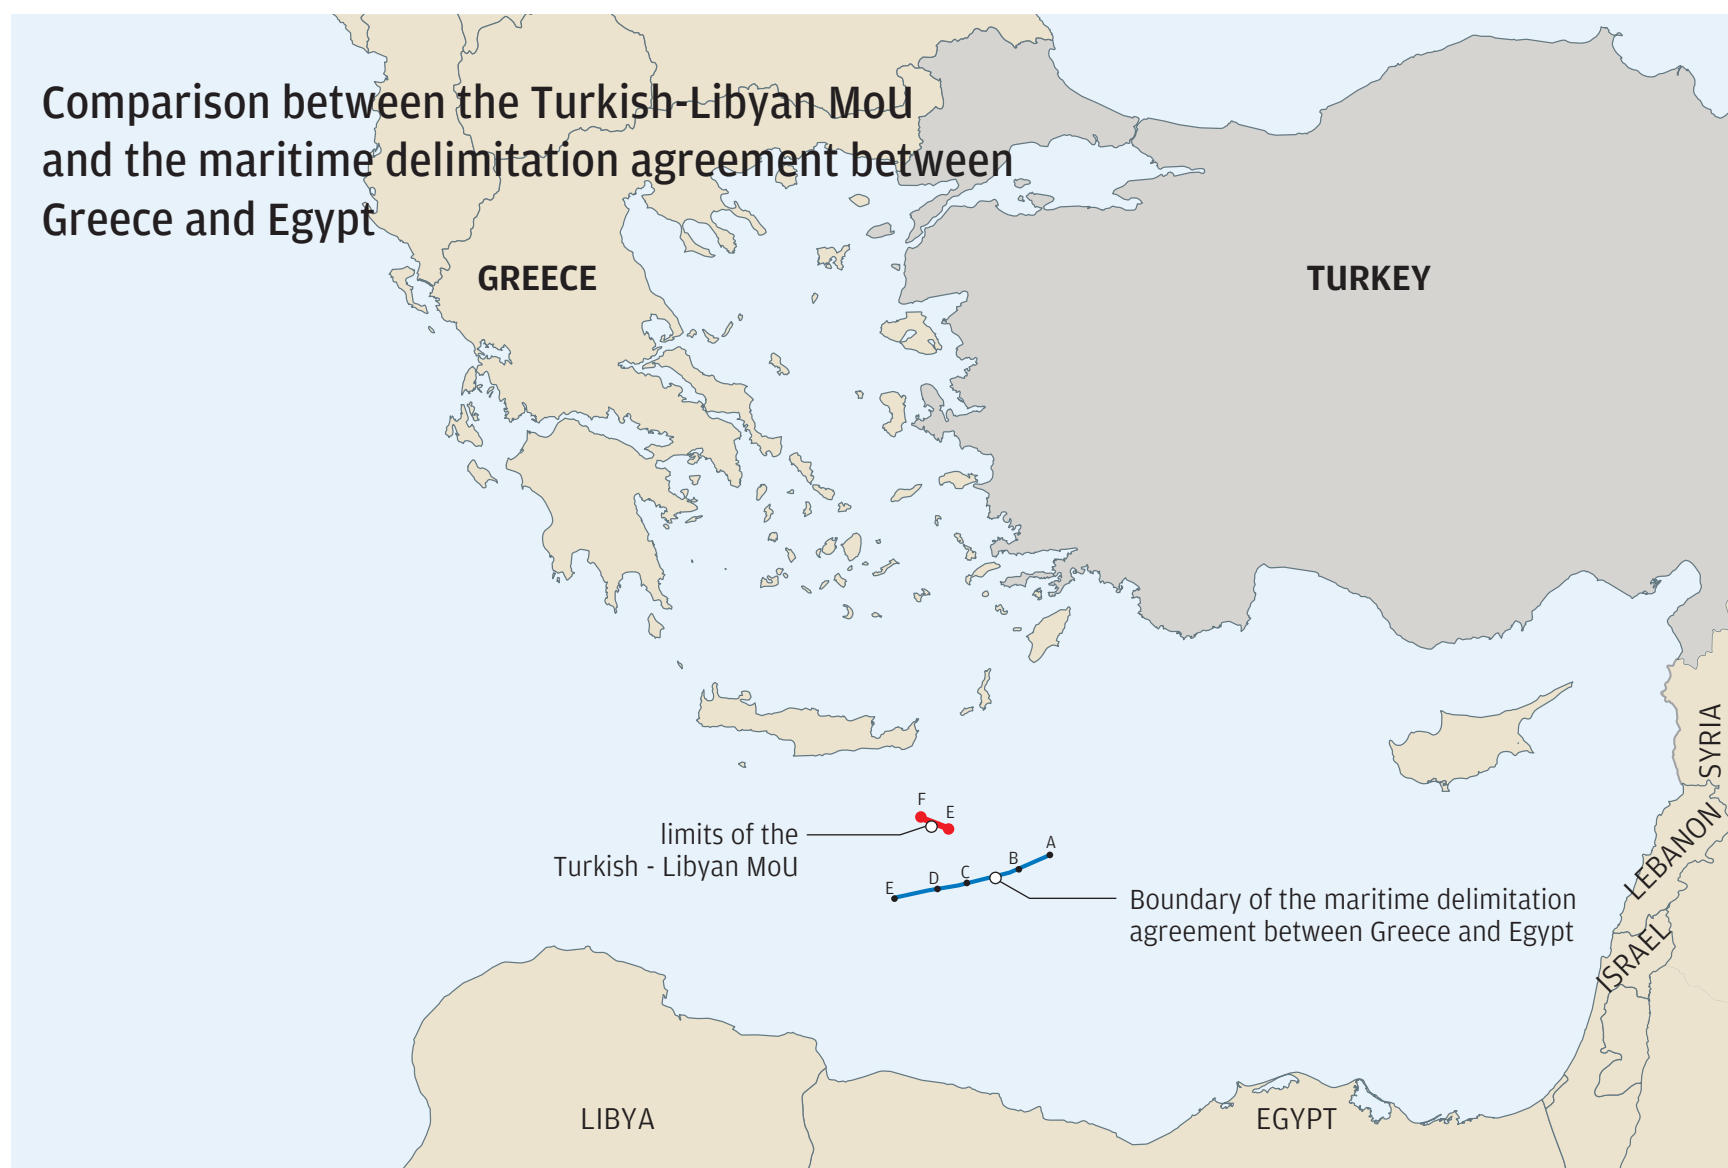 Comparison between the Turkish-Libyan MoU
and the maritime delimitation agreement between
Greece and Egypt
GREECE
TURKEY
SYRIA
LEBANON
ISRAEL
F
E
limits of the
Turkish - Libyan MoU
A
B
C
D
E
Boundary of the maritime delimitation
agreement between Greece and Egypt
LIBYA
EGYPT